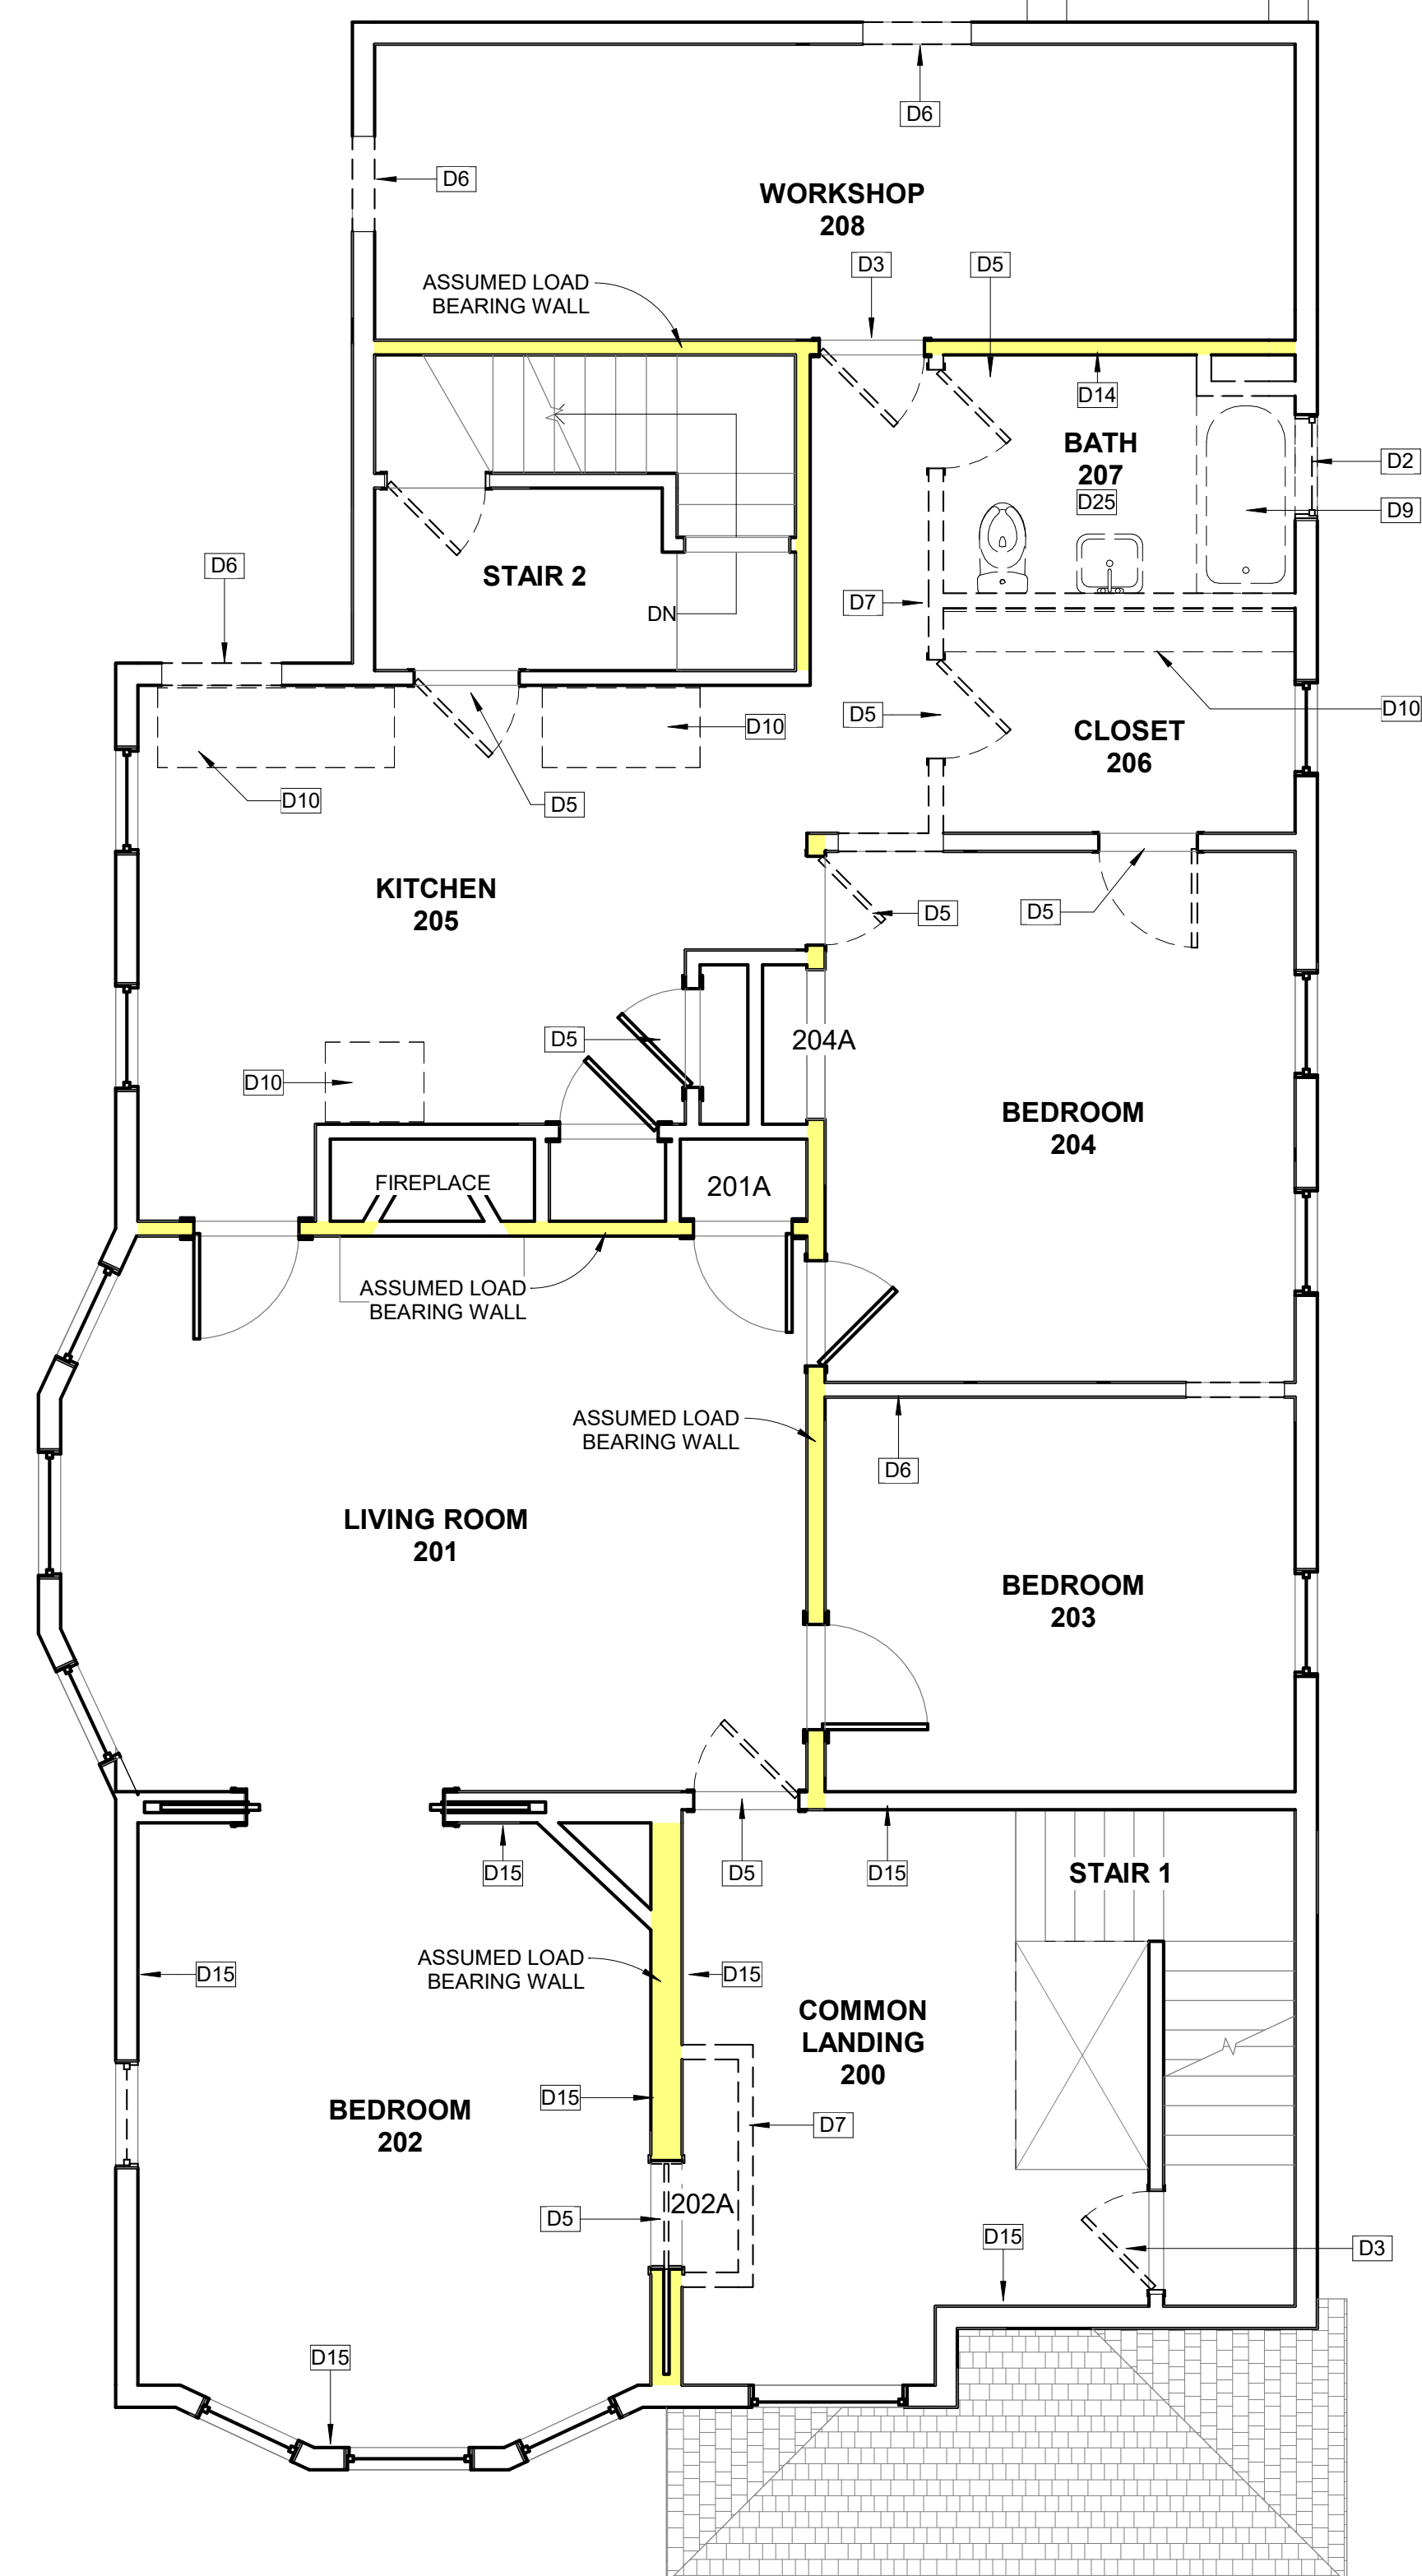 D6
D6
WORKSHOP
208
D3
D5
ASSUMED LOAD
BEARING WALL
D14
BATH
207
D25
D2
D9
D6
STAIR 2
DN
D7
D5
D10
D10
CLOSET
206
D10
D5
KITCHEN
205
D5
D5
D5
204A
D10
BEDROOM
204
FIREPLACE
201A
ASSUMED LOAD
BEARING WALL
ASSUMED LOAD
BEARING WALL
D6
LIVING ROOM
201
BEDROOM
203
D15
D5
D15
STAIR 1
ASSUMED LOAD
BEARING WALL
D15
D15
COMMON
LANDING
200
D15
BEDROOM
202
D7
202A
D5
D15
D3
D15